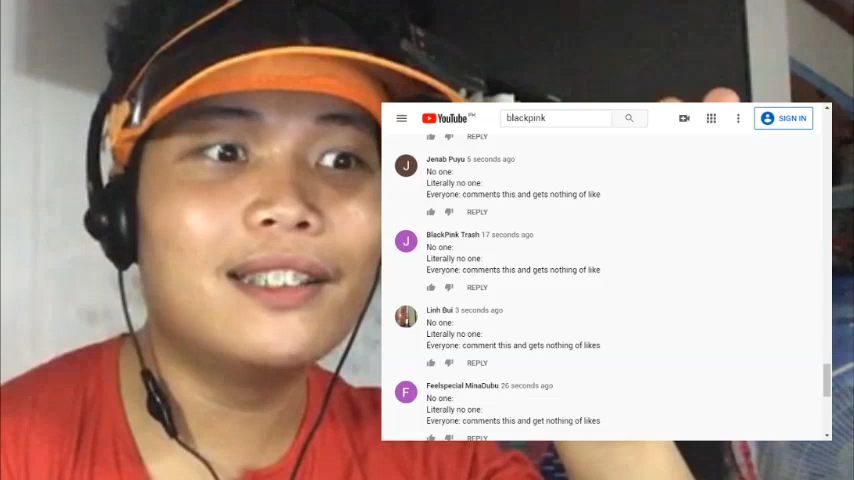 YouTube PH
blackpink
SIGN IN
REPLY
J
Jenab Puyu 5 seconds ago
No one:
Literally no one:
Everyone: comments this and gets nothing of like
REPLY
J
BlackPink Trash 17 seconds ago
No one:
Literally no one:
Everyone: comments this and gets nothing of like
REPLY
Linh Bui 3 seconds ago
No one:
Literally no one:
Everyone: comment this and gets nothing of likes
REPLY
F
Feelspecial MinaDubu 26 seconds ago
No one:
Literally no one:
Everyone: comments this and get nothing of likes
REPLY